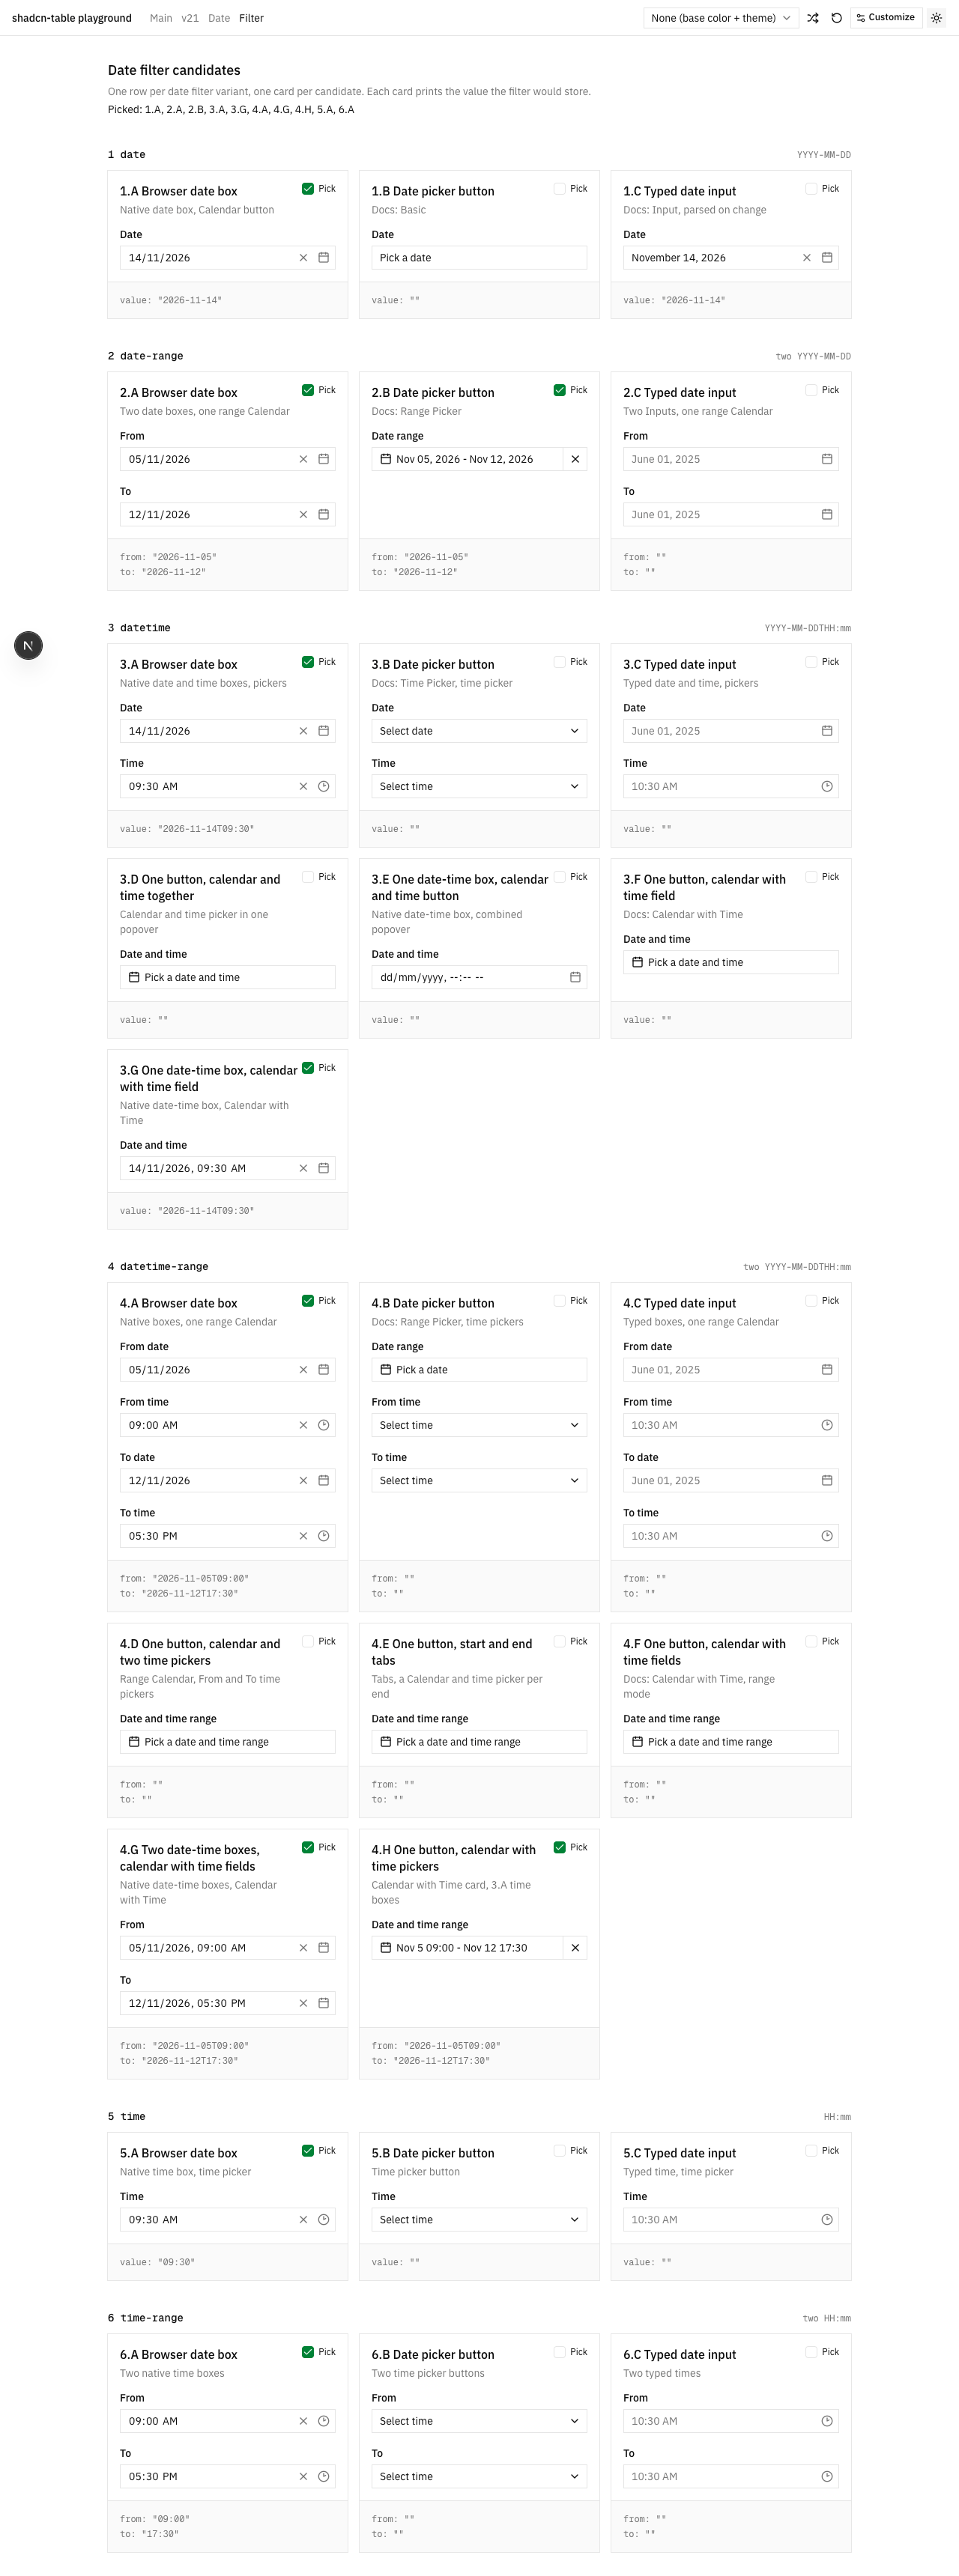 shadcn-table playground Main v21 Date Filter None (base color + theme) Customize
Date filter candidates
One row per date filter variant, one card per candidate. Each card prints the value the filter would store.
Picked: 1.A, 2.A, 2.B, 3.A, 3.G, 4.A, 4.G, 4.H, 5.A, 6.A
1 date YYYY-MM-DD
1.A Browser date box Pick
Native date box, Calendar button
Date
14/11/2026
value: "2026-11-14"
1.B Date picker button Pick
Docs: Basic
Date
Pick a date
value: ""
1.C Typed date input Pick
Docs: Input, parsed on change
Date
November 14, 2026
value: "2026-11-14"
2 date-range two YYYY-MM-DD
2.A Browser date box Pick
Two date boxes, one range Calendar
From
05/11/2026
To
12/11/2026
from: "2026-11-05"
to: "2026-11-12"
2.B Date picker button Pick
Docs: Range Picker
Date range
Nov 05, 2026 - Nov 12, 2026
from: "2026-11-05"
to: "2026-11-12"
2.C Typed date input Pick
Two Inputs, one range Calendar
From
June 01, 2025
To
June 01, 2025
from: ""
to: ""
3 datetime YYYY-MM-DDTHH:mm
3.A Browser date box Pick
Native date and time boxes, pickers
Date
14/11/2026
Time
09:30 AM
value: "2026-11-14T09:30"
3.B Date picker button Pick
Docs: Time Picker, time picker
Date
Select date
Time
Select time
value: ""
3.C Typed date input Pick
Typed date and time, pickers
Date
June 01, 2025
Time
10:30 AM
value: ""
3.D One button, calendar and Pick
time together
Calendar and time picker in one
popover
Date and time
Pick a date and time
value: ""
3.E One date-time box, calendar Pick
and time button
Native date-time box, combined
popover
Date and time
dd/mm/yyyy, --:-- --
value: ""
3.F One button, calendar with Pick
time field
Docs: Calendar with Time
Date and time
Pick a date and time
value: ""
3.G One date-time box, calendar Pick
with time field
Native date-time box, Calendar with
Time
Date and time
14/11/2026, 09:30 AM
value: "2026-11-14T09:30"
4 datetime-range two YYYY-MM-DDTHH:mm
4.A Browser date box Pick
Native boxes, one range Calendar
From date
05/11/2026
From time
09:00 AM
To date
12/11/2026
To time
05:30 PM
from: "2026-11-05T09:00"
to: "2026-11-12T17:30"
4.B Date picker button Pick
Docs: Range Picker, time pickers
Date range
Pick a date
From time
Select time
To time
Select time
from: ""
to: ""
4.C Typed date input Pick
Typed boxes, one range Calendar
From date
June 01, 2025
From time
10:30 AM
To date
June 01, 2025
To time
10:30 AM
from: ""
to: ""
4.D One button, calendar and Pick
two time pickers
Range Calendar, From and To time
pickers
Date and time range
Pick a date and time range
from: ""
to: ""
4.E One button, start and end Pick
tabs
Tabs, a Calendar and time picker per
end
Date and time range
Pick a date and time range
from: ""
to: ""
4.F One button, calendar with Pick
time fields
Docs: Calendar with Time, range
mode
Date and time range
Pick a date and time range
from: ""
to: ""
4.G Two date-time boxes, Pick
calendar with time fields
Native date-time boxes, Calendar
with Time
From
05/11/2026, 09:00 AM
To
12/11/2026, 05:30 PM
from: "2026-11-05T09:00"
to: "2026-11-12T17:30"
4.H One button, calendar with Pick
time pickers
Calendar with Time card, 3.A time
boxes
Date and time range
Nov 5 09:00 - Nov 12 17:30
from: "2026-11-05T09:00"
to: "2026-11-12T17:30"
5 time HH:mm
5.A Browser date box Pick
Native time box, time picker
Time
09:30 AM
value: "09:30"
5.B Date picker button Pick
Time picker button
Time
Select time
value: ""
5.C Typed date input Pick
Typed time, time picker
Time
10:30 AM
value: ""
6 time-range two HH:mm
6.A Browser date box Pick
Two native time boxes
From
09:00 AM
To
05:30 PM
from: "09:00"
to: "17:30"
6.B Date picker button Pick
Two time picker buttons
From
Select time
To
Select time
from: ""
to: ""
6.C Typed date input Pick
Two typed times
From
10:30 AM
To
10:30 AM
from: ""
to: ""